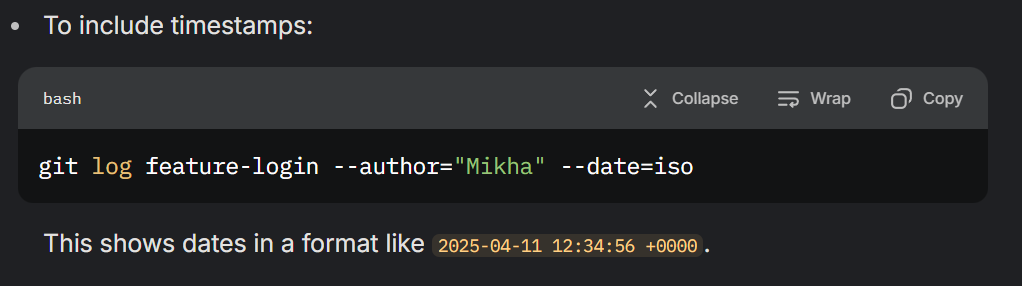 To include timestamps:
bash Collapse Wrap Copy
git log feature-login --author="Mikha" --date=iso
This shows dates in a format like 2025-04-11 12:34:56 +0000.